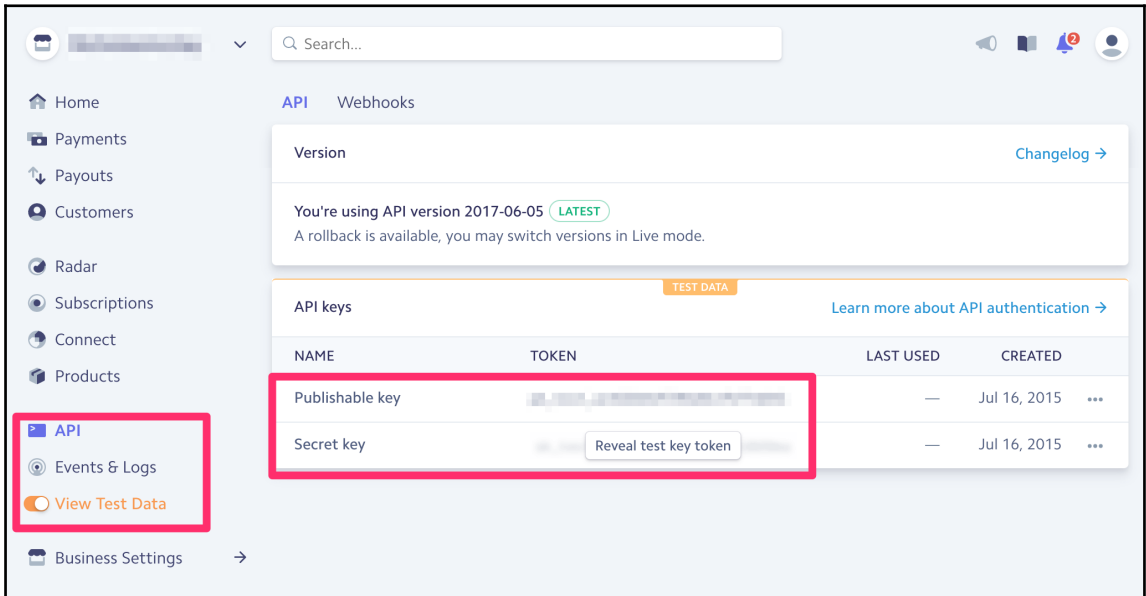 Search...
2
Home
Payments
Payouts
Customers
Radar
Subscriptions
Connect
Products
API
Events & Logs
View Test Data
Business Settings
API Webhooks
Version Changelog →
You're using API version 2017-06-05 LATEST
A rollback is available, you may switch versions in Live mode.
TEST DATA
API keys Learn more about API authentication →
NAME TOKEN LAST USED CREATED
Publishable key — Jul 16, 2015 •••
Secret key Reveal test key token — Jul 16, 2015 •••